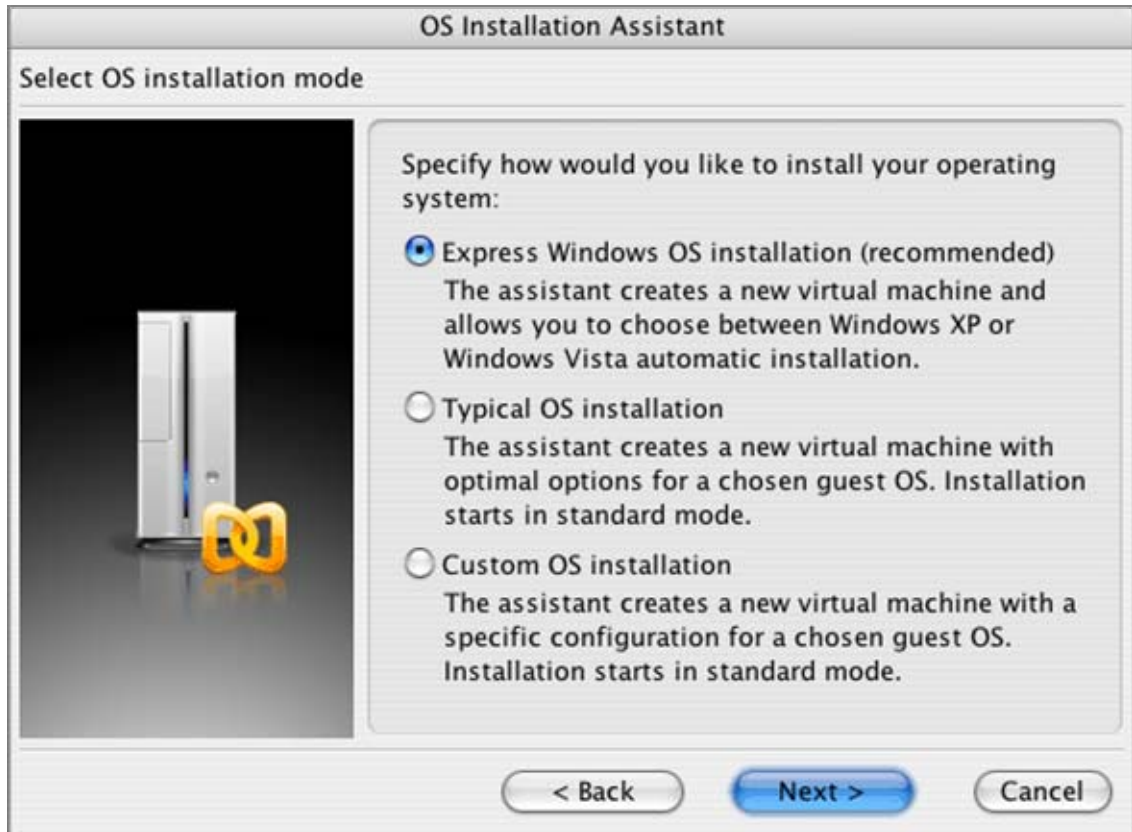 OS Installation Assistant
Select OS installation mode
Specify how would you like to install your operating
system:
Express Windows OS installation (recommended)
The assistant creates a new virtual machine and
allows you to choose between Windows XP or
Windows Vista automatic installation.
Typical OS installation
The assistant creates a new virtual machine with
optimal options for a chosen guest OS. Installation
starts in standard mode.
Custom OS installation
The assistant creates a new virtual machine with a
specific configuration for a chosen guest OS.
Installation starts in standard mode.
< Back Next > Cancel